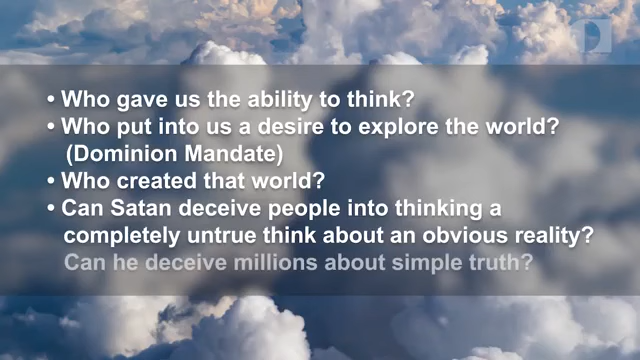 • Who gave us the ability to think?
• Who put into us a desire to explore the world?
(Dominion Mandate)
• Who created that world?
• Can Satan deceive people into thinking a
completely untrue think about an obvious reality?
Can he deceive millions about simple truth?